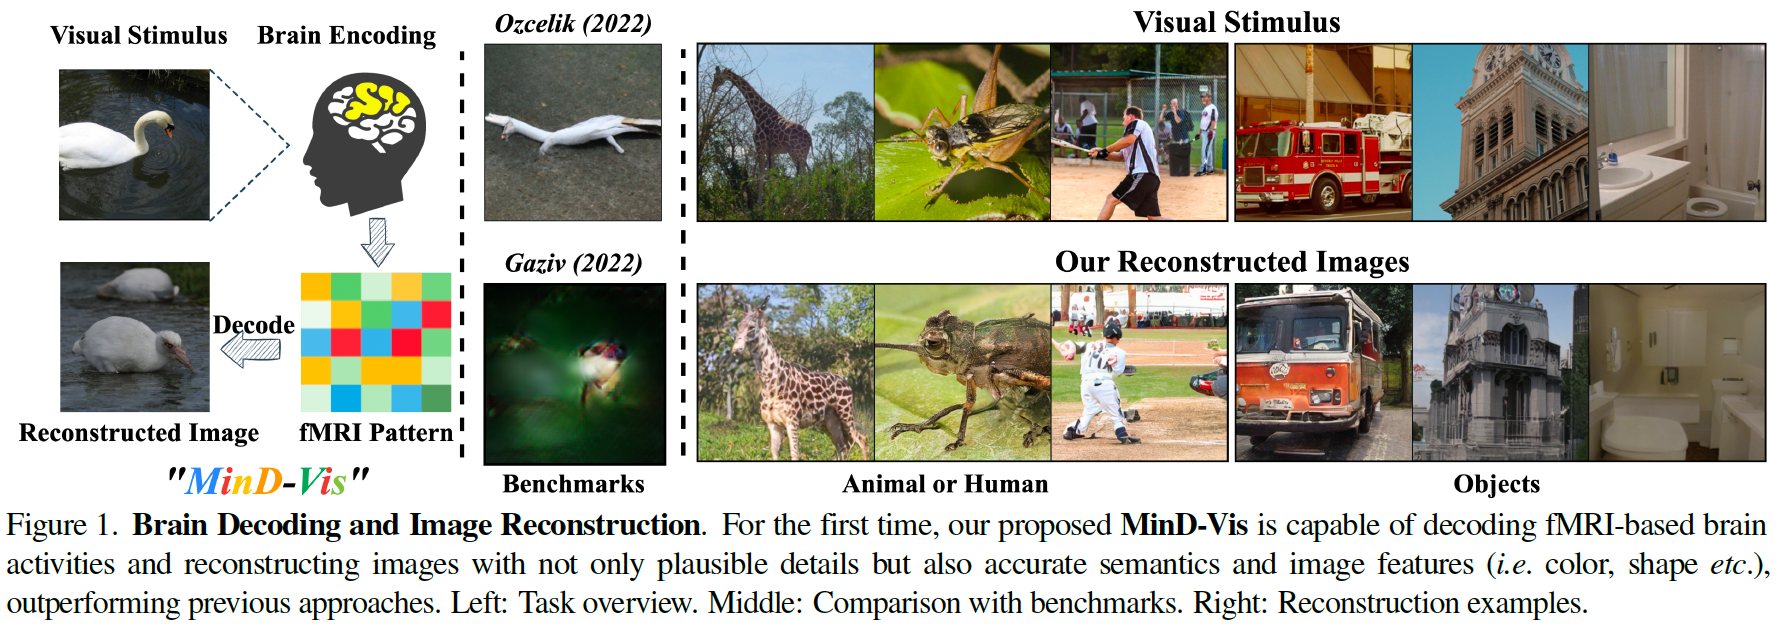 Visual Stimulus
Brain Encoding
Decode
Reconstructed Image
fMRI Pattern
"MinD-Vis"
Ozcelik (2022)
Gaziv (2022)
Benchmarks
Visual Stimulus
Our Reconstructed Images
Animal or Human
Objects
Figure 1. Brain Decoding and Image Reconstruction. For the first time, our proposed MinD-Vis is capable of decoding fMRI-based brain
activities and reconstructing images with not only plausible details but also accurate semantics and image features (i.e. color, shape etc.),
outperforming previous approaches. Left: Task overview. Middle: Comparison with benchmarks. Right: Reconstruction examples.